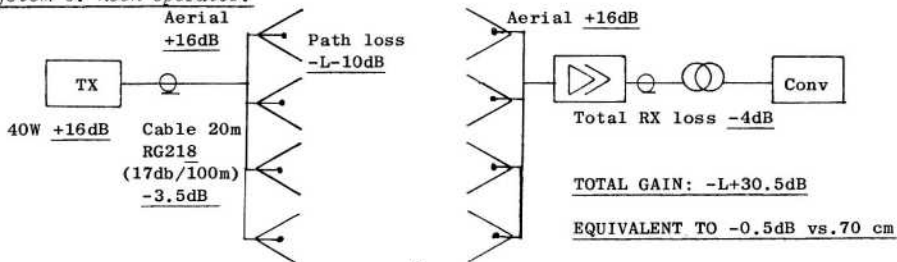 operator.
Aerial
+16dB
Path loss
-L-10dB
Aerial +16dB
TX
Conv
40W +16dB
Cable 20m
RG218
(17db/100m)
-3.5dB
Total RX loss -4dB
TOTAL GAIN: -L+30.5dB
EQUIVALENT TO -0.5dB vs.70 cm